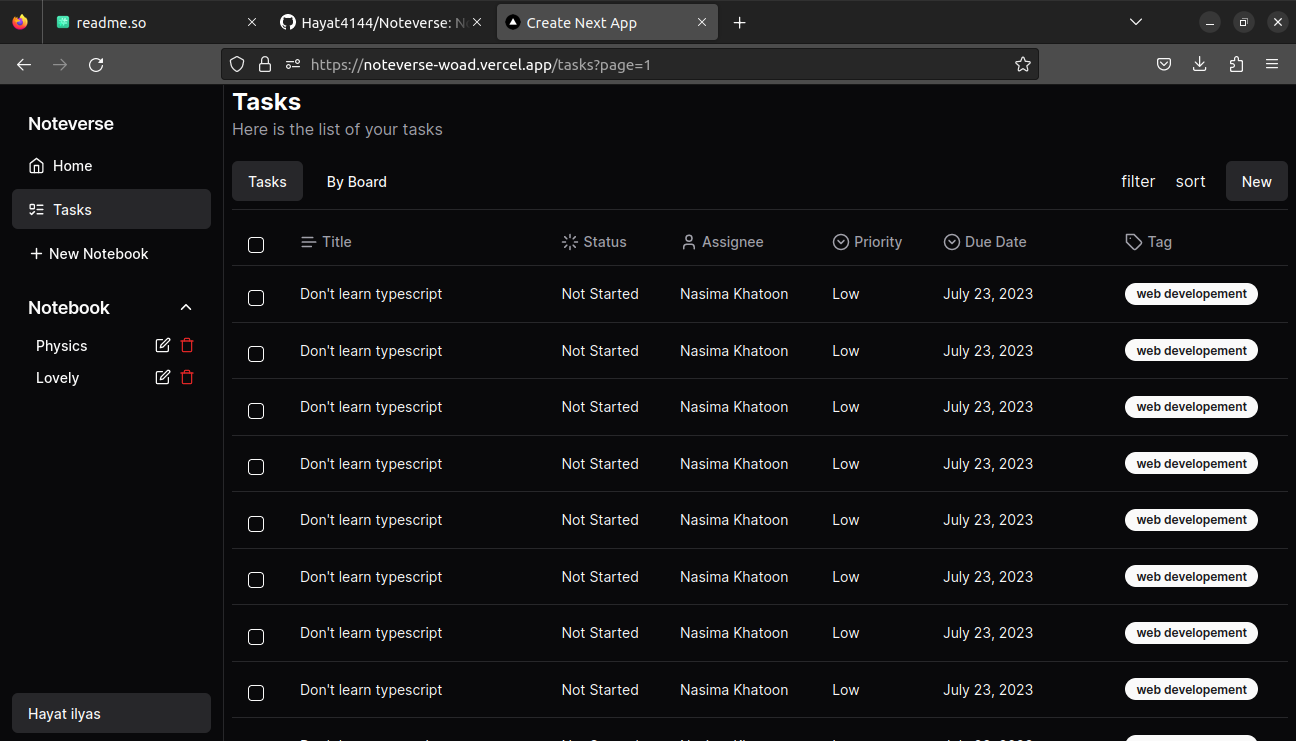 readme.so
Hayat4144/Noteverse: N
Create Next App
https://noteverse-woad.vercel.app/tasks?page=1
Noteverse
Home
Tasks
New Notebook
Notebook
Physics
Lovely
Hayat ilyas
Tasks
Here is the list of your tasks
Tasks By Board filter sort New
Title Status Assignee Priority Due Date Tag
Don't learn typescript Not Started Nasima Khatoon Low July 23, 2023 web developement
Don't learn typescript Not Started Nasima Khatoon Low July 23, 2023 web developement
Don't learn typescript Not Started Nasima Khatoon Low July 23, 2023 web developement
Don't learn typescript Not Started Nasima Khatoon Low July 23, 2023 web developement
Don't learn typescript Not Started Nasima Khatoon Low July 23, 2023 web developement
Don't learn typescript Not Started Nasima Khatoon Low July 23, 2023 web developement
Don't learn typescript Not Started Nasima Khatoon Low July 23, 2023 web developement
Don't learn typescript Not Started Nasima Khatoon Low July 23, 2023 web developement